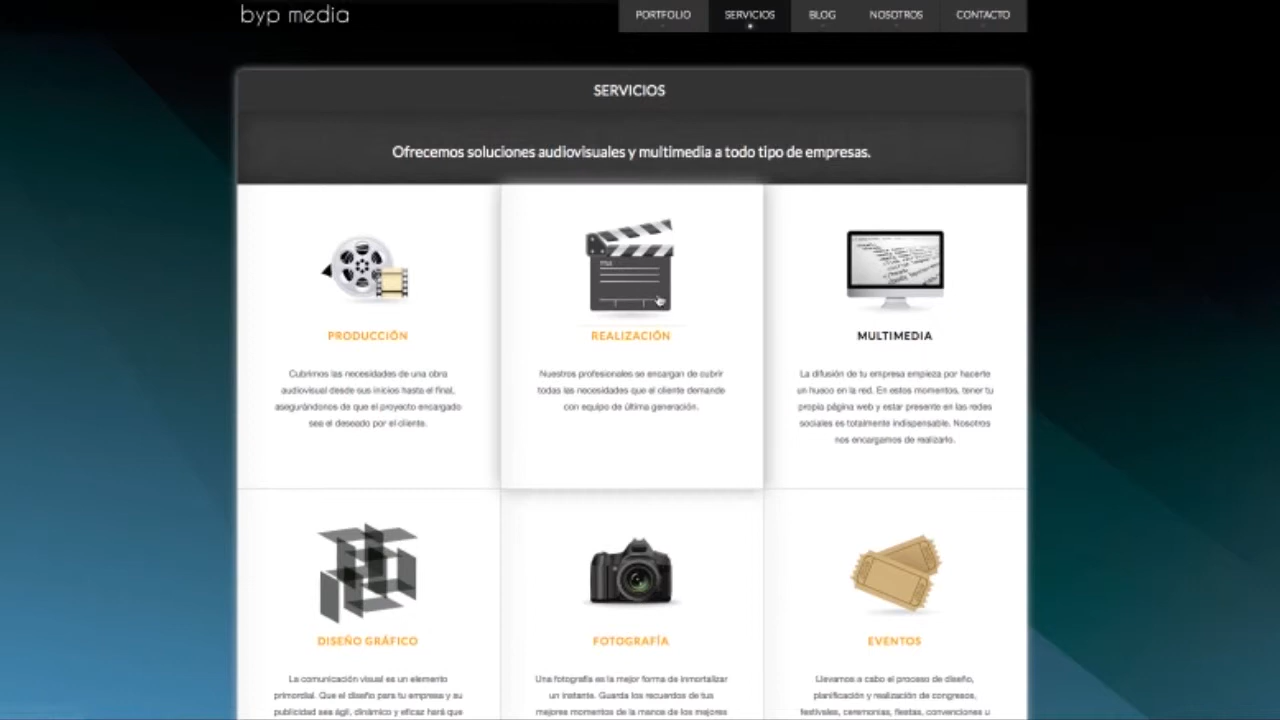 byp media
PORTFOLIO
SERVICIOS
BLOG
NOSOTROS
CONTACTO
SERVICIOS
Ofrecemos soluciones audiovisuales y multimedia a todo tipo de empresas.
PRODUCCIÓN
Cubrimos las necesidades de una obra
audiovisual desde sus inicios hasta el final,
asegurándonos de que el proyecto encargado
sea el deseado por el cliente.
REALIZACIÓN
Nuestros profesionales se encargan de cubrir
todas las necesidades que el cliente demande
con equipo de última generación.
MULTIMEDIA
La difusión de tu empresa empieza por hacerte
un hueco en la red. En estos momentos, tener tu
propia página web y estar presente en las redes
sociales es totalmente indispensable. Nosotros
nos encargamos de realizarlo.
DISEÑO GRÁFICO
La comunicación visual es un elemento
primordial. Que el diseño para tu empresa y su
publicidad sea ágil, dinámico y eficaz hará que
FOTOGRAFÍA
Una fotografía es la mejor forma de inmortalizar
un instante. Guarda los recuerdos de tus
mejores momentos de la mano de los mejores
EVENTOS
Llevamos a cabo el proceso de diseño,
planificación y realización de congresos,
festivales, ceremonias, fiestas, convenciones u